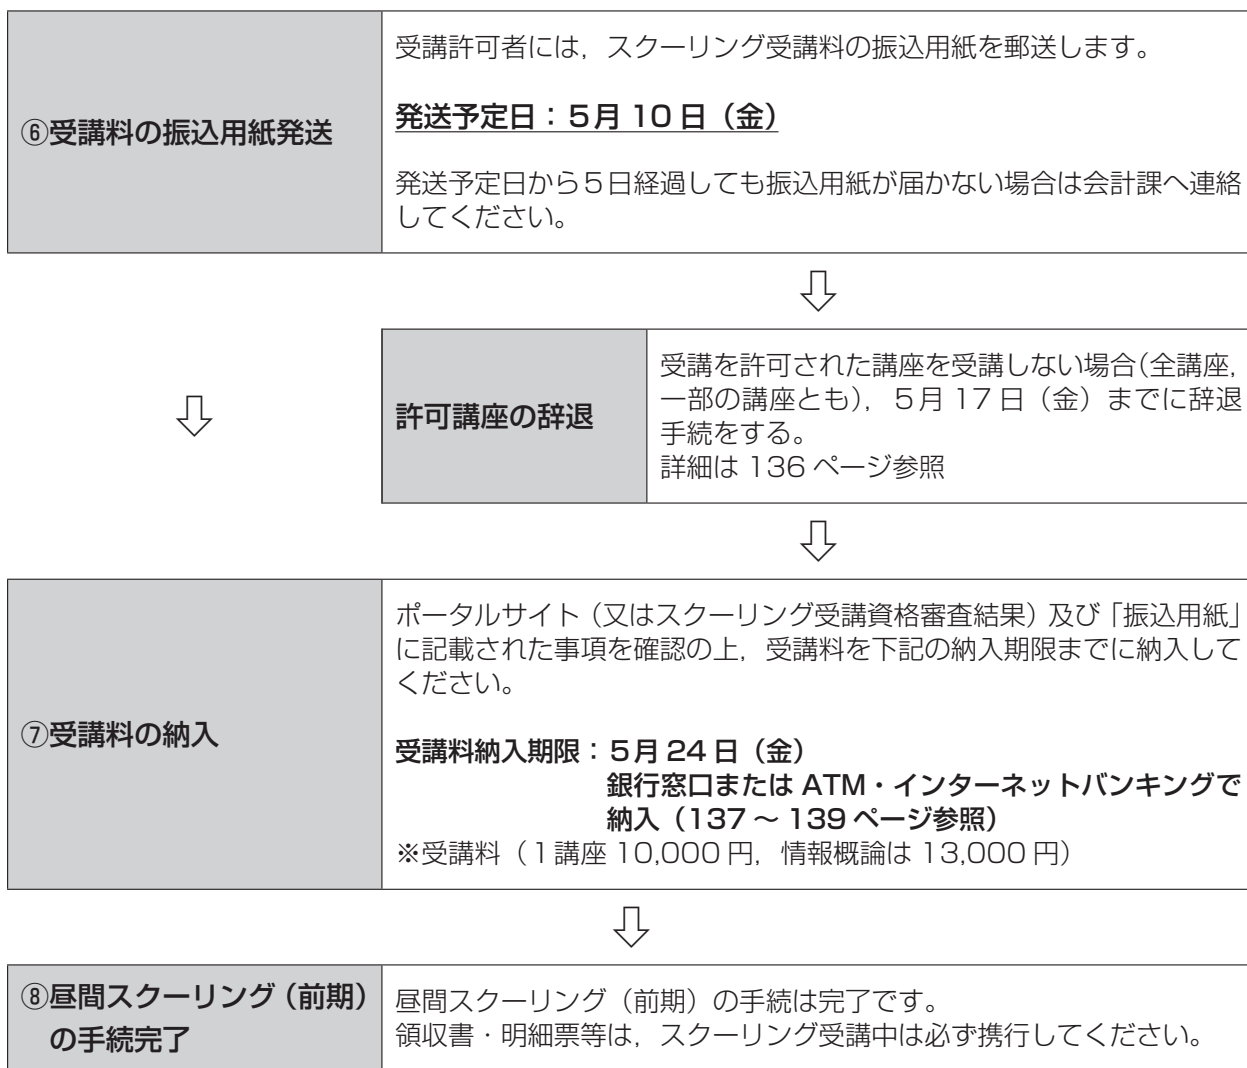 ⑥受講料の振込用紙発送
受講許可者には，スクーリング受講料の振込用紙を郵送します。
発送予定日：５月 10 日（金）
発送予定日から５日経過しても振込用紙が届かない場合は会計課へ連絡
してください。
⇩
⇩
許可講座の辞退
受講を許可された講座を受講しない場合（全講座，
一部の講座とも），５月 17 日（金）までに辞退
手続をする。
詳細は 136 ページ参照
⇩
⑦受講料の納入
ポータルサイト（又はスクーリング受講資格審査結果）及び「振込用紙」
に記載された事項を確認の上，受講料を下記の納入期限までに納入して
ください。
受講料納入期限：５月 24 日（金）
銀行窓口または ATM・インターネットバンキングで
納入（137 ～ 139 ページ参照）
※受講料（１講座 10,000 円，情報概論は 13,000 円）
⇩
⑧昼間スクーリング（前期）
の手続完了
昼間スクーリング（前期）の手続は完了です。
領収書・明細票等は，スクーリング受講中は必ず携行してください。